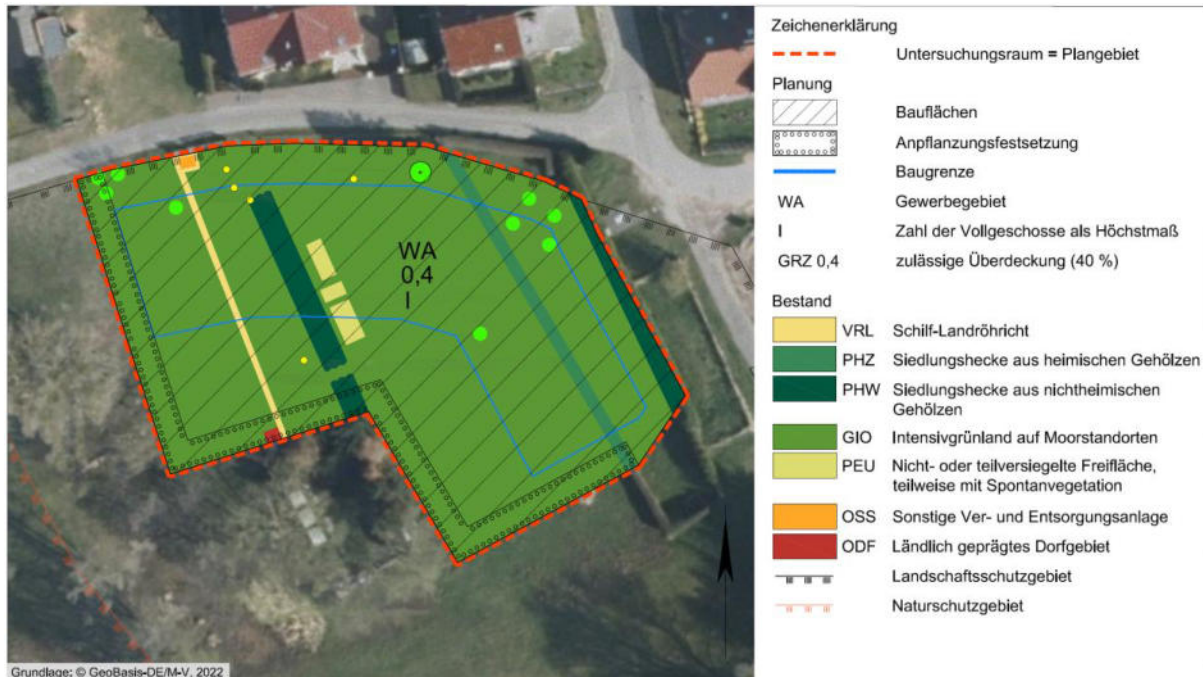 WA
0,4
I
Grundlage: © GeoBasis-DE/M-V, 2022
Zeichenerklärung
Untersuchungsraum = Plangebiet
Planung
Bauflächen
Anpflanzungsfestsetzung
Baugrenze
WA Gewerbegebiet
I Zahl der Vollgeschosse als Höchstmaß
GRZ 0,4 zulässige Überdeckung (40 %)
Bestand
VRL Schilf-Landröhricht
PHZ Siedlungshecke aus heimischen Gehölzen
PHW Siedlungshecke aus nichtheimischen
Gehölzen
GIO Intensivgrünland auf Moorstandorten
PEU Nicht- oder teilversiegelte Freifläche,
teilweise mit Spontanvegetation
OSS Sonstige Ver- und Entsorgungsanlage
ODF Ländlich geprägtes Dorfgebiet
Landschaftsschutzgebiet
Naturschutzgebiet